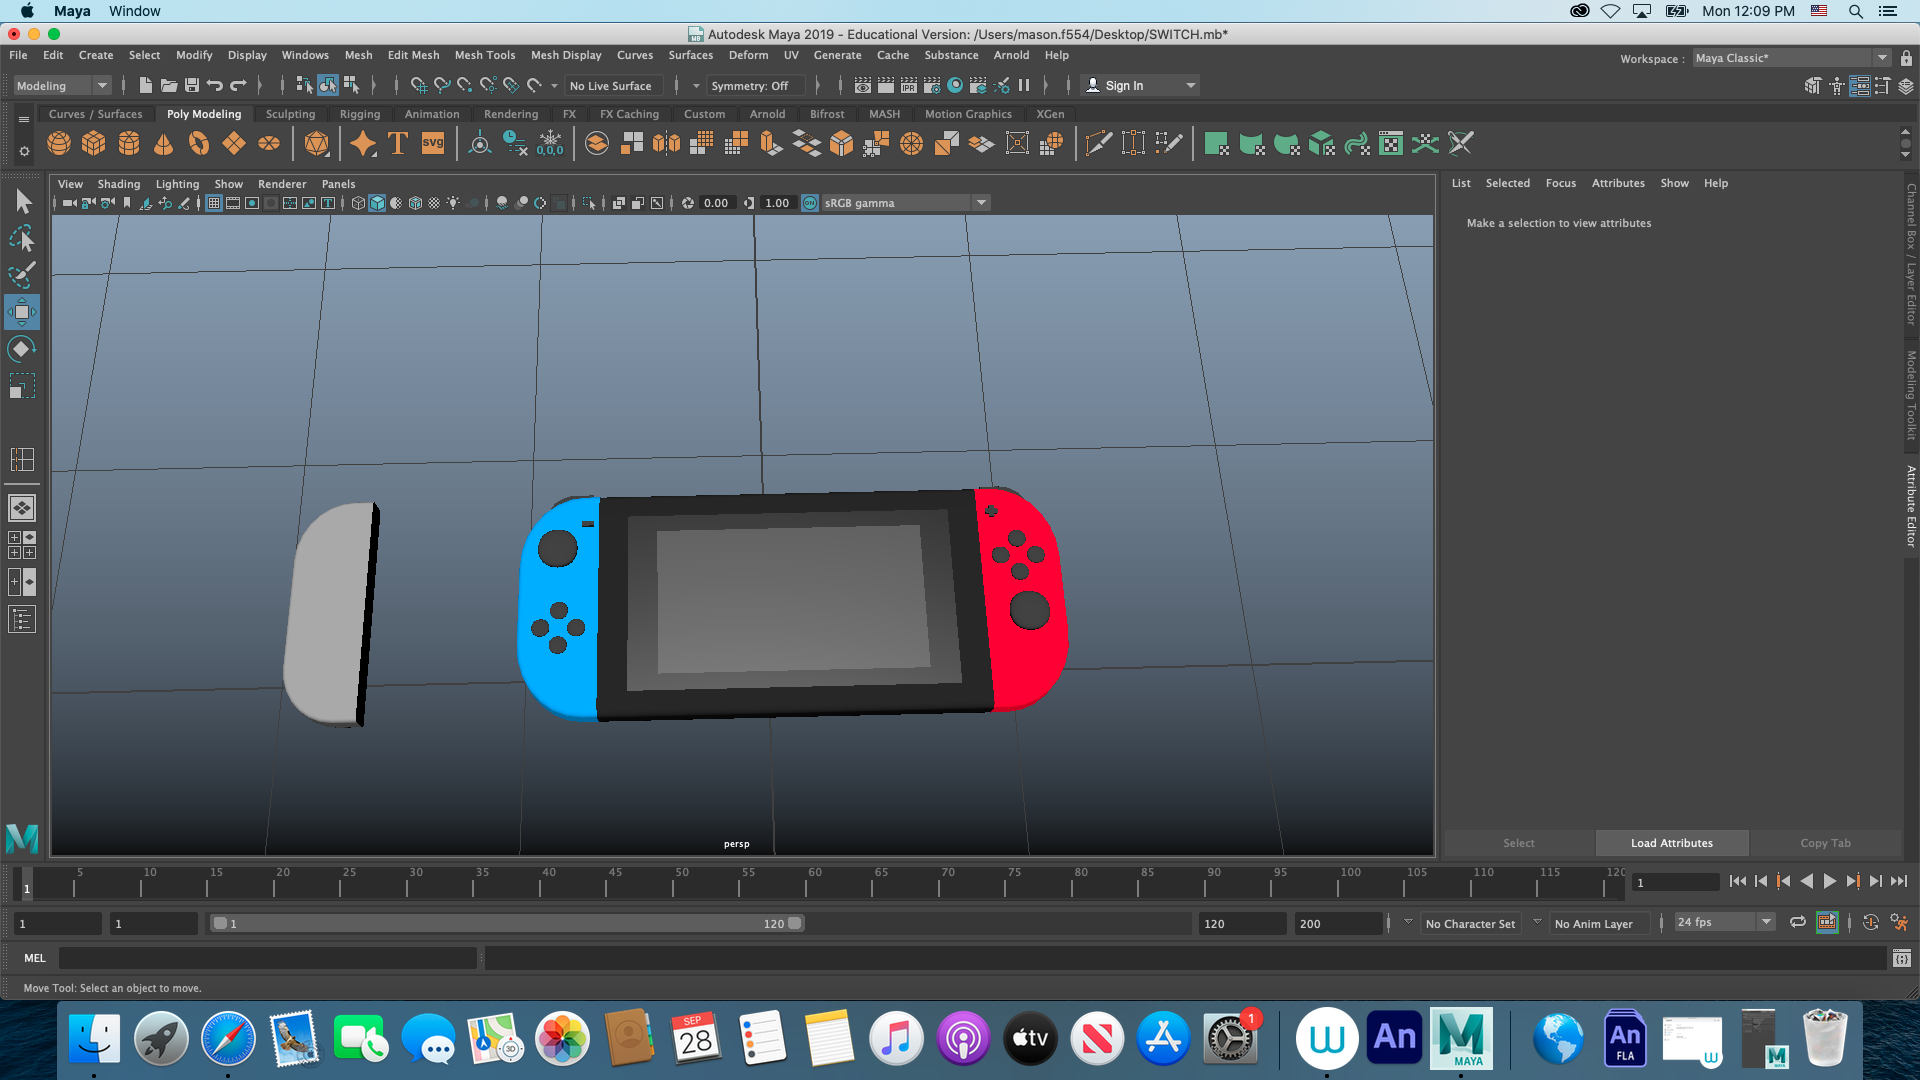 Maya Window Mon 12:09 PM
Autodesk Maya 2019 - Educational Version: /Users/mason.f554/Desktop/SWITCH.mb*
File Edit Create Select Modify Display Windows Mesh Edit Mesh Mesh Tools Mesh Display Curves Surfaces Deform UV Generate Cache Substance Arnold Help
Workspace : Maya Classic*
Modeling No Live Surface Symmetry: Off IPR Sign In
Curves / Surfaces Poly Modeling Sculpting Rigging Animation Rendering FX FX Caching Custom Arnold Bifrost MASH Motion Graphics XGen
T svg 0,0,0
View Shading Lighting Show Renderer Panels
0.00 1.00 ON sRGB gamma
List Selected Focus Attributes Show Help
Make a selection to view attributes
Channel Box / Layer Editor
Modeling Toolkit
Attribute Editor
persp
Select Load Attributes Copy Tab
5 10 15 20 25 30 35 40 45 50 55 60 65 70 75 80 85 90 95 100 105 110 115 120
1 1
1 1 1 120 120 200 No Character Set No Anim Layer 24 fps
MEL
Move Tool: Select an object to move.
SEP
28
3D
tv
1
W
An
M
MAYA
An
FLA
W
M